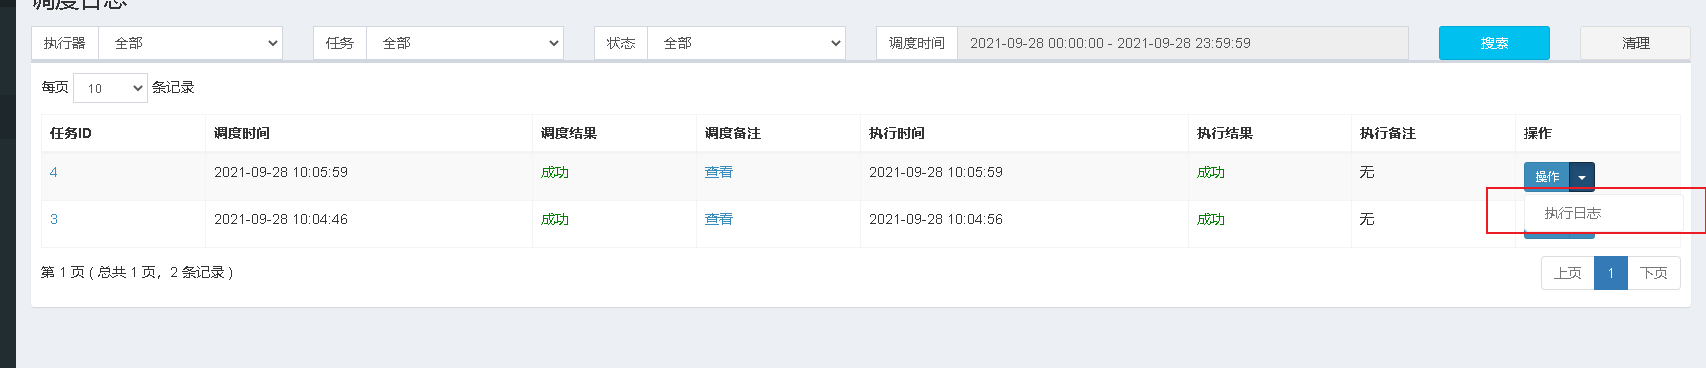 调度日志
执行器 全部 任务 全部 状态 全部 调度时间 2021-09-28 00:00:00 - 2021-09-28 23:59:59 搜索 清理
每页 10 条记录
任务ID 调度时间 调度结果 调度备注 执行时间 执行结果 执行备注 操作
4 2021-09-28 10:05:59 成功 查看 2021-09-28 10:05:59 成功 无 操作
执行日志
3 2021-09-28 10:04:46 成功 查看 2021-09-28 10:04:56 成功 无
第 1 页 ( 总共 1 页，2 条记录 ) 上页 1 下页